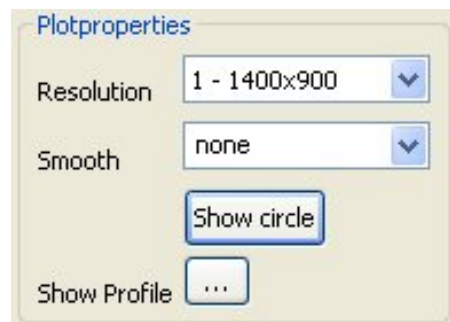 Plotproperties
Resolution 1 - 1400x900
Smooth none
Show circle
Show Profile ...